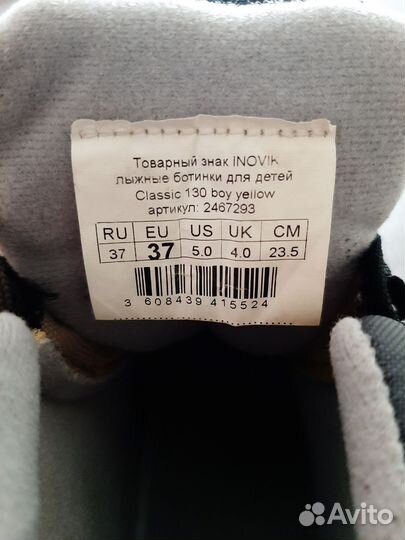 Товарный знак INOVIK
лыжные ботинки для детей
Classic 130 boy yellow
артикул: 2467293
RU EU US UK CM
37 37 5.0 4.0 23.5
3 608439 415524
Avito